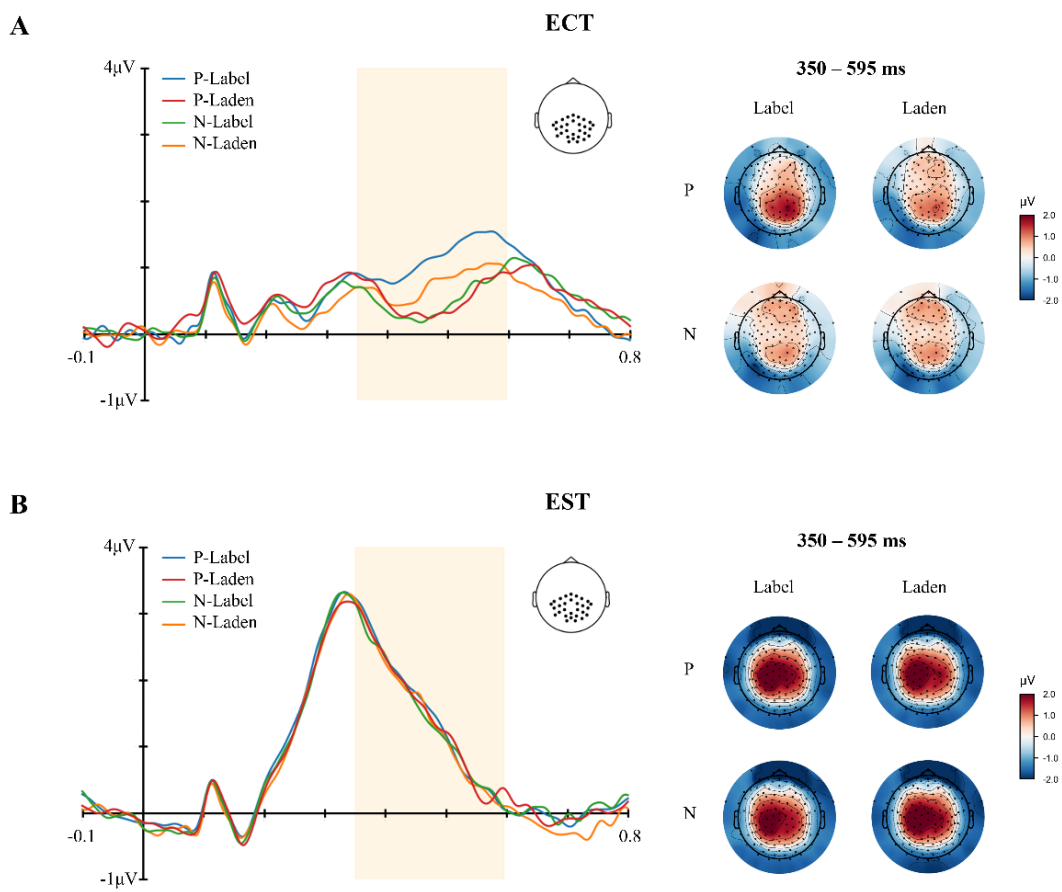 A
ECT
4μV
P-Label
P-Laden
N-Label
N-Laden
-0.1
0.8
-1μV
350 – 595 ms
Label Laden
P
N
μV
2.0
1.0
0.0
-1.0
-2.0
B
EST
4μV
P-Label
P-Laden
N-Label
N-Laden
-0.1
0.8
-1μV
350 – 595 ms
Label Laden
P
N
μV
2.0
1.0
0.0
-1.0
-2.0